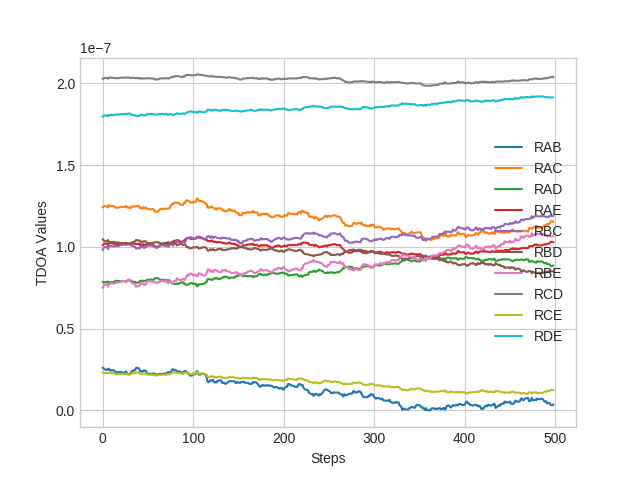 1e−7
2.0
1.5
1.0
0.5
0.0
TDOA Values
0
100
200
300
400
500
Steps
RAB
RAC
RAD
RAE
RBC
RBD
RBE
RCD
RCE
RDE